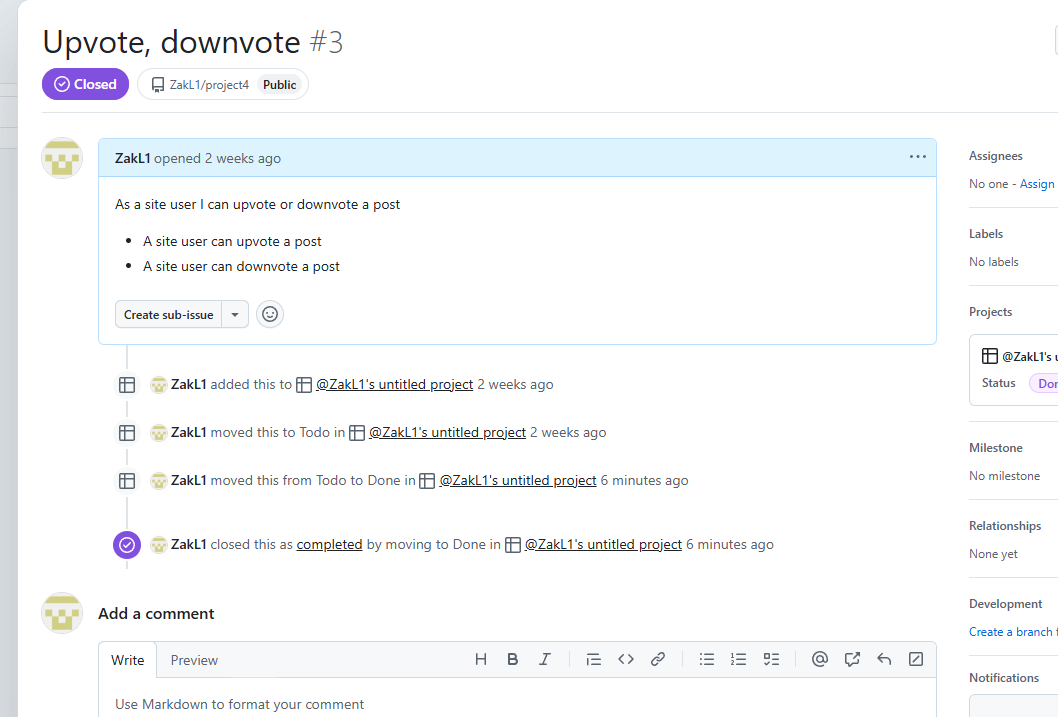 Upvote, downvote #3
Closed ZakL1/project4 Public
ZakL1 opened 2 weeks ago
As a site user I can upvote or downvote a post
• A site user can upvote a post
• A site user can downvote a post
Create sub-issue
ZakL1 added this to @ZakL1's untitled project 2 weeks ago
ZakL1 moved this to Todo in @ZakL1's untitled project 2 weeks ago
ZakL1 moved this from Todo to Done in @ZakL1's untitled project 6 minutes ago
ZakL1 closed this as completed by moving to Done in @ZakL1's untitled project 6 minutes ago
Add a comment
Write Preview
Use Markdown to format your comment
Assignees
No one - Assign
Labels
No labels
Projects
@ZakL1's
Status
Milestone
No milestone
Relationships
None yet
Development
Create a branch
Notifications